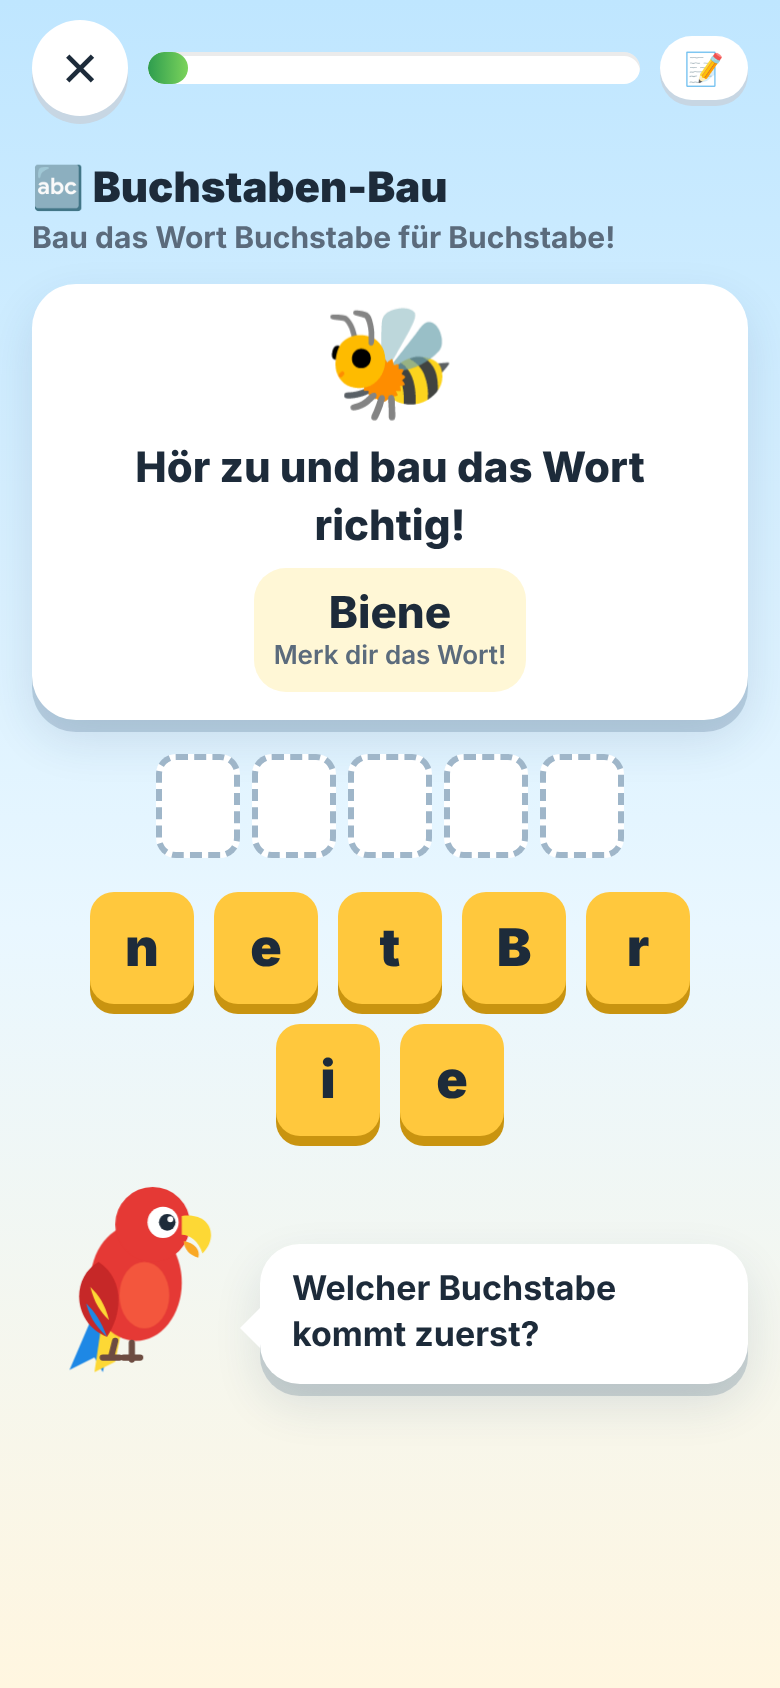 abc Buchstaben-Bau
Bau das Wort Buchstabe für Buchstabe!
Hör zu und bau das Wort
richtig!
Biene
Merk dir das Wort!
n e t B r
i e
Welcher Buchstabe
kommt zuerst?